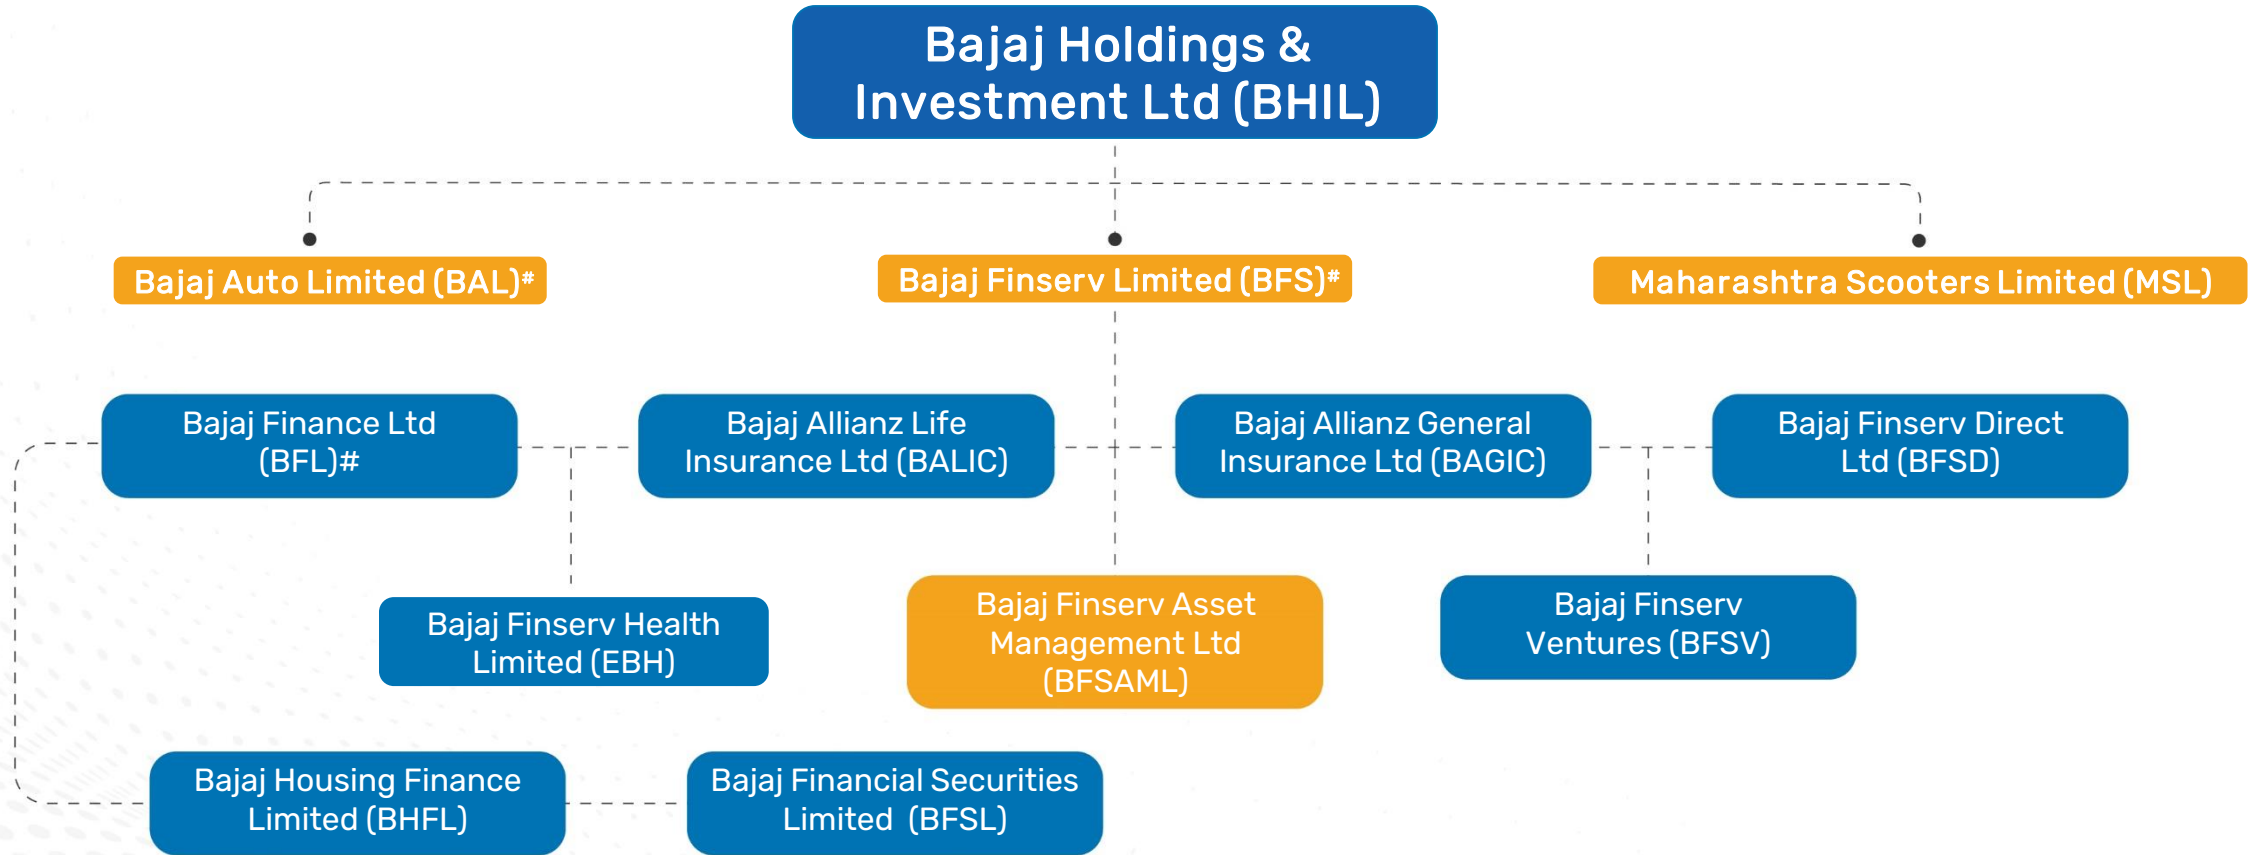 Bajaj Holdings &
Investment Ltd (BHIL)
Bajaj Auto Limited (BAL)#
Bajaj Finserv Limited (BFS)#
Maharashtra Scooters Limited (MSL)
Bajaj Finance Ltd
(BFL)#
Bajaj Allianz Life
Insurance Ltd (BALIC)
Bajaj Allianz General
Insurance Ltd (BAGIC)
Bajaj Finserv Direct
Ltd (BFSD)
Bajaj Finserv Health
Limited (EBH)
Bajaj Finserv Asset
Management Ltd
(BFSAML)
Bajaj Finserv
Ventures (BFSV)
Bajaj Housing Finance
Limited (BHFL)
Bajaj Financial Securities
Limited (BFSL)